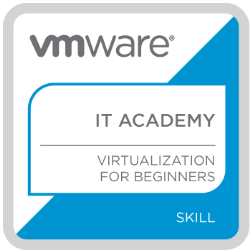 vmware®
IT ACADEMY
VIRTUALIZATION
FOR BEGINNERS
SKILL